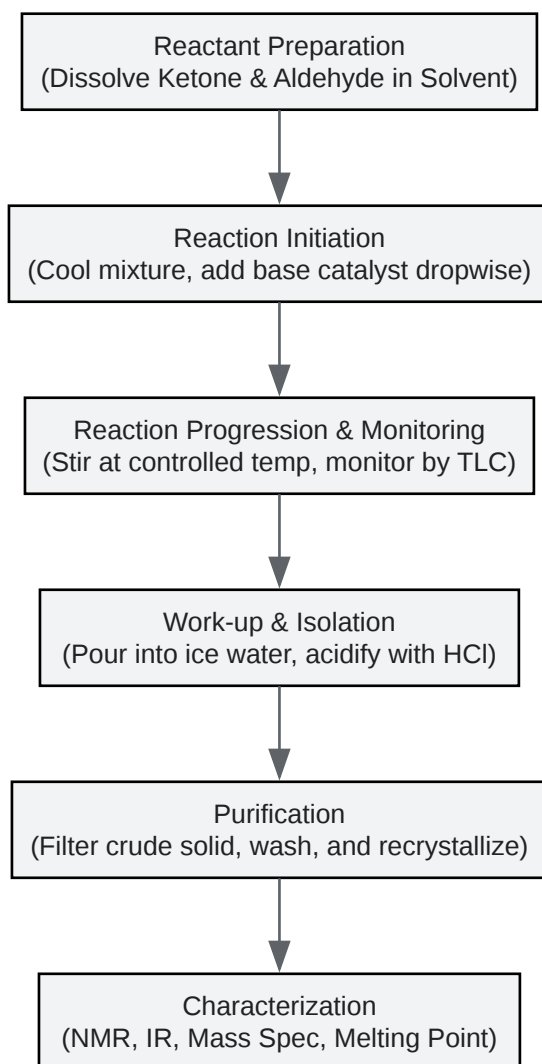 Reactant Preparation
(Dissolve Ketone & Aldehyde in Solvent)
Reaction Initiation
(Cool mixture, add base catalyst dropwise)
Reaction Progression & Monitoring
(Stir at controlled temp, monitor by TLC)
Work-up & Isolation
(Pour into ice water, acidify with HCl)
Purification
(Filter crude solid, wash, and recrystallize)
Characterization
(NMR, IR, Mass Spec, Melting Point)